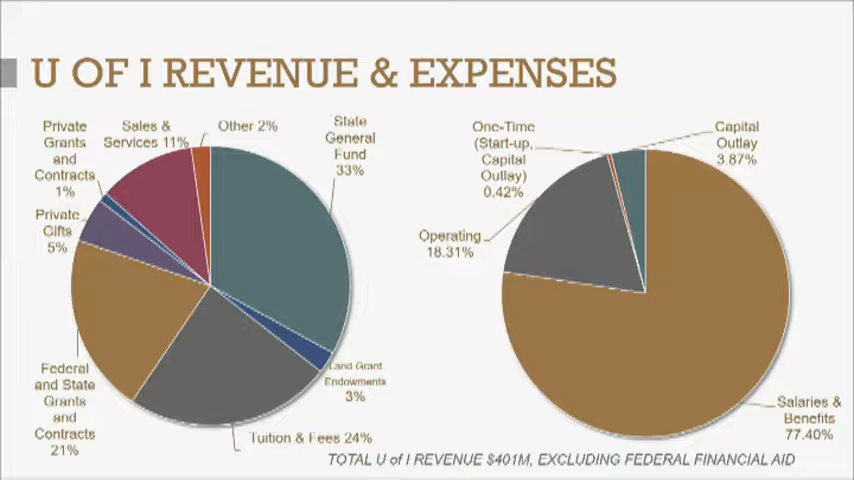 U OF I REVENUE & EXPENSES
Private
Grants
and
Contracts
1%
Sales &
Services 11%
Other 2%
State
General
Fund
33%
Private
Gifts
5%
Federal
and State
Grants
and
Contracts
21%
Land Grant
Endowments
3%
Tuition & Fees 24%
One-Time
(Start-up,
Capital
Outlay)
0.42%
Capital
Outlay
3.87%
Operating
18.31%
Salaries &
Benefits
77.40%
TOTAL U of I REVENUE $401M, EXCLUDING FEDERAL FINANCIAL AID